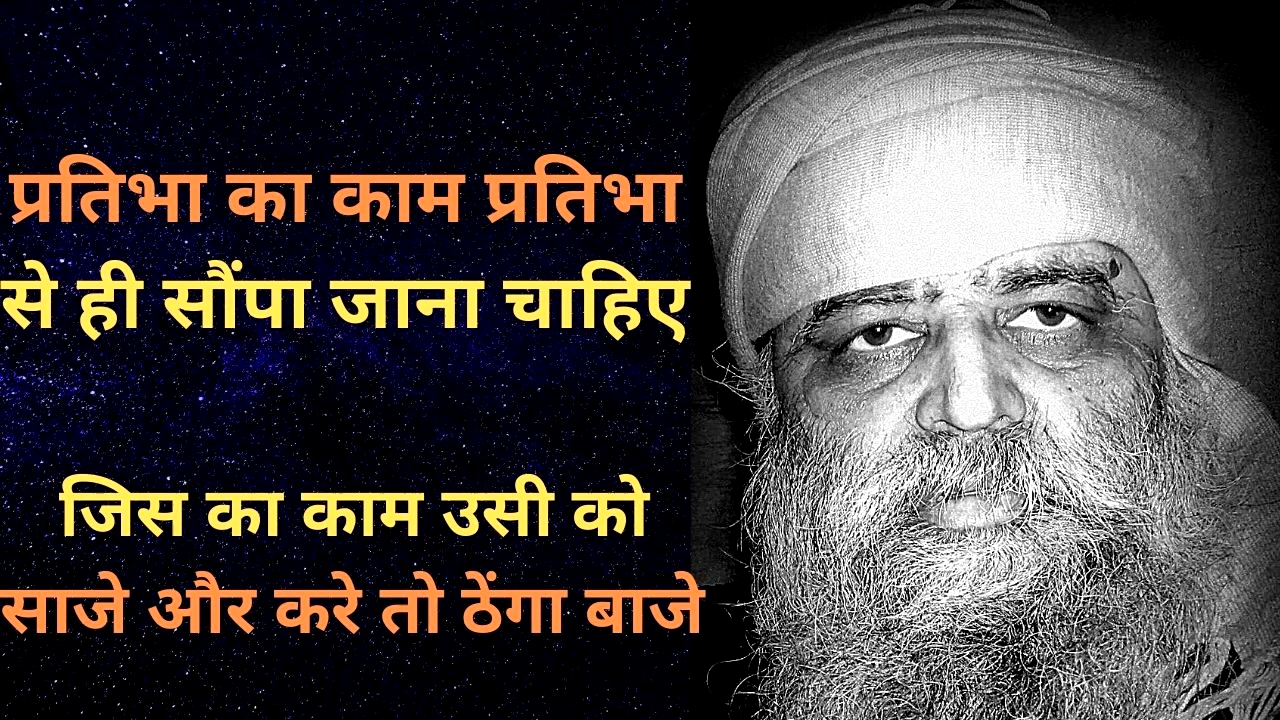 प्रतिभा का काम प्रतिभा
से ही सौंपा जाना चाहिए
जिस का काम उसी को
साजे और करे तो ठेंगा बाजे